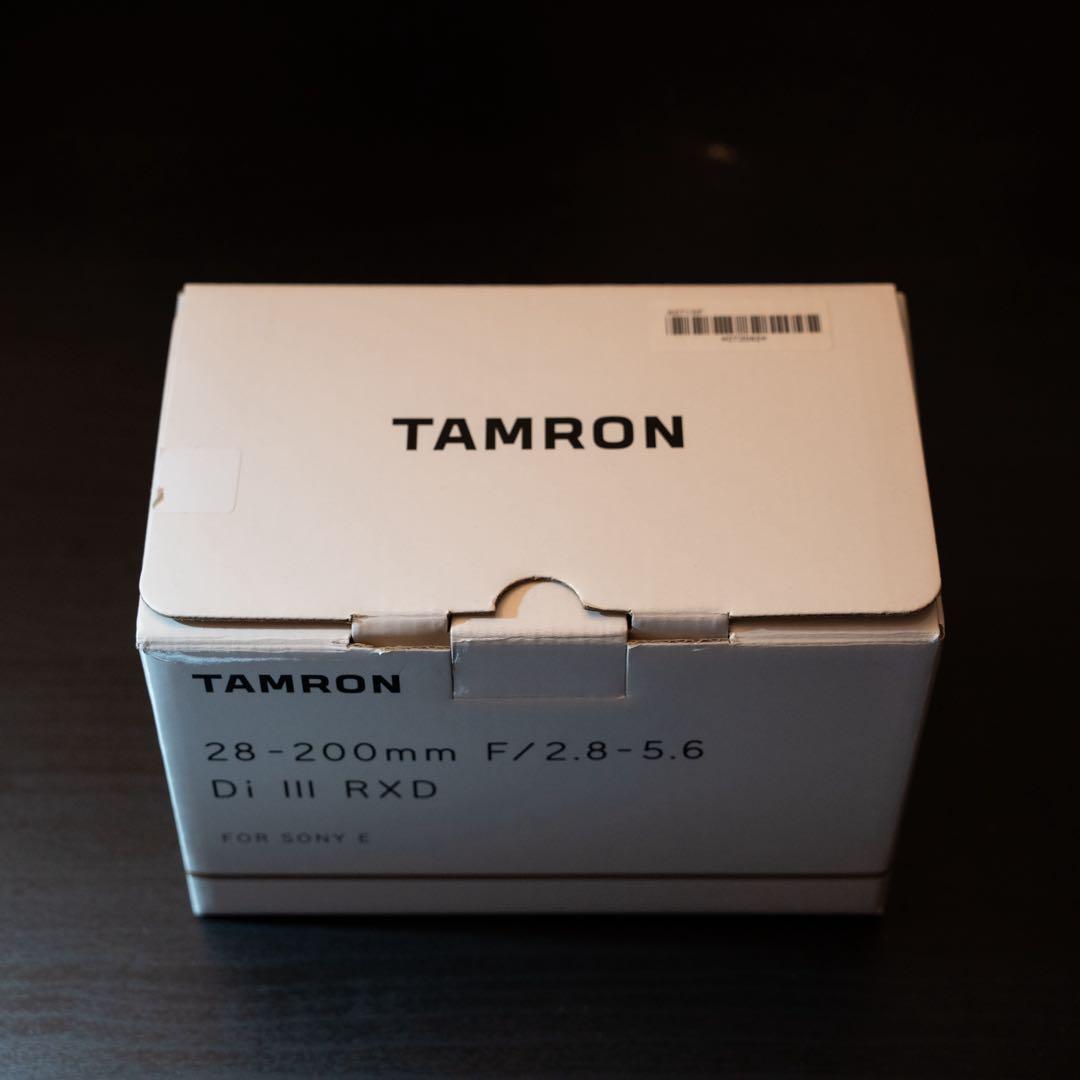 TAMRON
TAMRON
28-200mm F/2.8-5.6
Di III RXD
FOR SONY E